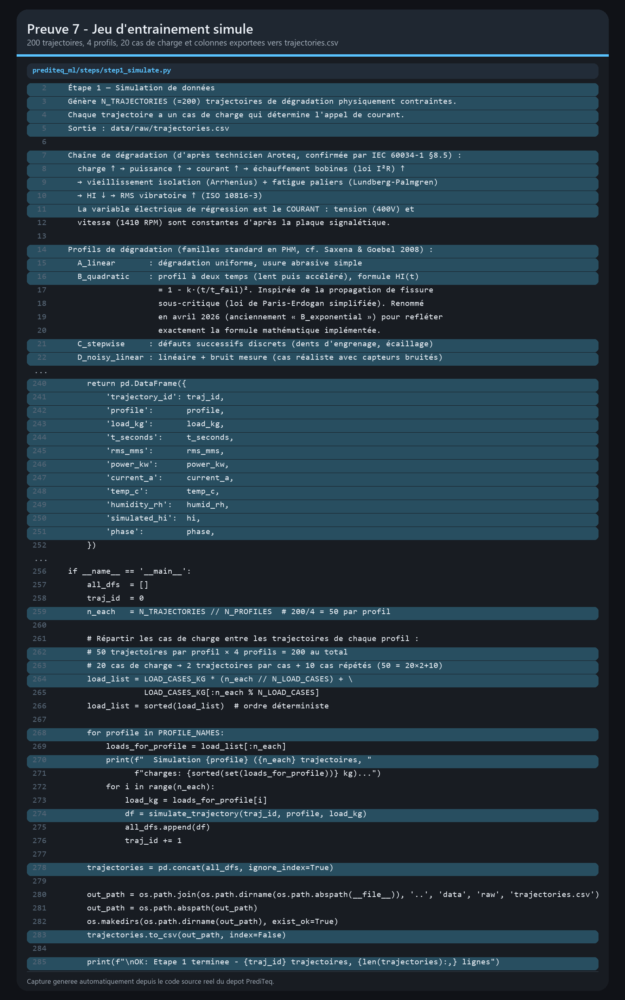 Preuve 7 - Jeu d'entrainement simule
200 trajectoires, 4 profils, 20 cas de charge et colonnes exportees vers trajectories.csv
prediteq_ml/steps/step1_simulate.py
2    Étape 1 — Simulation de données
3    Génère N_TRAJECTORIES (=200) trajectoires de dégradation physiquement contraintes.
4    Chaque trajectoire a un cas de charge qui détermine l'appel de courant.
5    Sortie : data/raw/trajectories.csv
6
7    Chaîne de dégradation (d'après technicien Aroteq, confirmée par IEC 60034-1 §8.5) :
8      charge ↑ → puissance ↑ → courant ↑ → échauffement bobines (loi I²R) ↑
9      → vieillissement isolation (Arrhenius) + fatigue paliers (Lundberg-Palmgren)
10      → HI ↓ → RMS vibratoire ↑ (ISO 10816-3)
11      La variable électrique de régression est le COURANT : tension (400V) et
12      vitesse (1410 RPM) sont constantes d'après la plaque signalétique.
13
14    Profils de dégradation (familles standard en PHM, cf. Saxena & Goebel 2008) :
15      A_linear       : dégradation uniforme, usure abrasive simple
16      B_quadratic    : profil à deux temps (lent puis accéléré), formule HI(t)
17                       = 1 - k·(t/t_fail)². Inspirée de la propagation de fissure
18                       sous-critique (loi de Paris-Erdogan simplifiée). Renommé
19                       en avril 2026 (anciennement « B_exponential ») pour refléter
20                       exactement la formule mathématique implémentée.
21      C_stepwise     : défauts successifs discrets (dents d'engrenage, écaillage)
22      D_noisy_linear : linéaire + bruit mesure (cas réaliste avec capteurs bruités)
...
240        return pd.DataFrame({
241            'trajectory_id': traj_id,
242            'profile':       profile,
243            'load_kg':       load_kg,
244            't_seconds':     t_seconds,
245            'rms_mms':       rms_mms,
246            'power_kw':      power_kw,
247            'current_a':     current_a,
248            'temp_c':        temp_c,
249            'humidity_rh':   humid_rh,
250            'simulated_hi':  hi,
251            'phase':         phase,
252        })
...
256    if __name__ == '__main__':
257        all_dfs  = []
258        traj_id  = 0
259        n_each   = N_TRAJECTORIES // N_PROFILES  # 200/4 = 50 par profil
260
261        # Répartir les cas de charge entre les trajectoires de chaque profil :
262        # 50 trajectoires par profil × 4 profils = 200 au total
263        # 20 cas de charge → 2 trajectoires par cas + 10 cas répétés (50 = 20×2+10)
264        load_list = LOAD_CASES_KG * (n_each // N_LOAD_CASES) + \
265                    LOAD_CASES_KG[:n_each % N_LOAD_CASES]
266        load_list = sorted(load_list)  # ordre déterministe
267
268        for profile in PROFILE_NAMES:
269            loads_for_profile = load_list[:n_each]
270            print(f"  Simulation {profile} ({n_each} trajectoires, "
271                  f"charges: {sorted(set(loads_for_profile))} kg)...")
272            for i in range(n_each):
273                load_kg = loads_for_profile[i]
274                df = simulate_trajectory(traj_id, profile, load_kg)
275                all_dfs.append(df)
276                traj_id += 1
277
278        trajectories = pd.concat(all_dfs, ignore_index=True)
279
280        out_path = os.path.join(os.path.dirname(os.path.abspath(__file__)), '..', 'data', 'raw', 'trajectories.csv')
281        out_path = os.path.abspath(out_path)
282        os.makedirs(os.path.dirname(out_path), exist_ok=True)
283        trajectories.to_csv(out_path, index=False)
284
285        print(f"\nOK: Etape 1 terminee - {traj_id} trajectoires, {len(trajectories):,} lignes")
Capture generee automatiquement depuis le code source reel du depot PrediTeq.